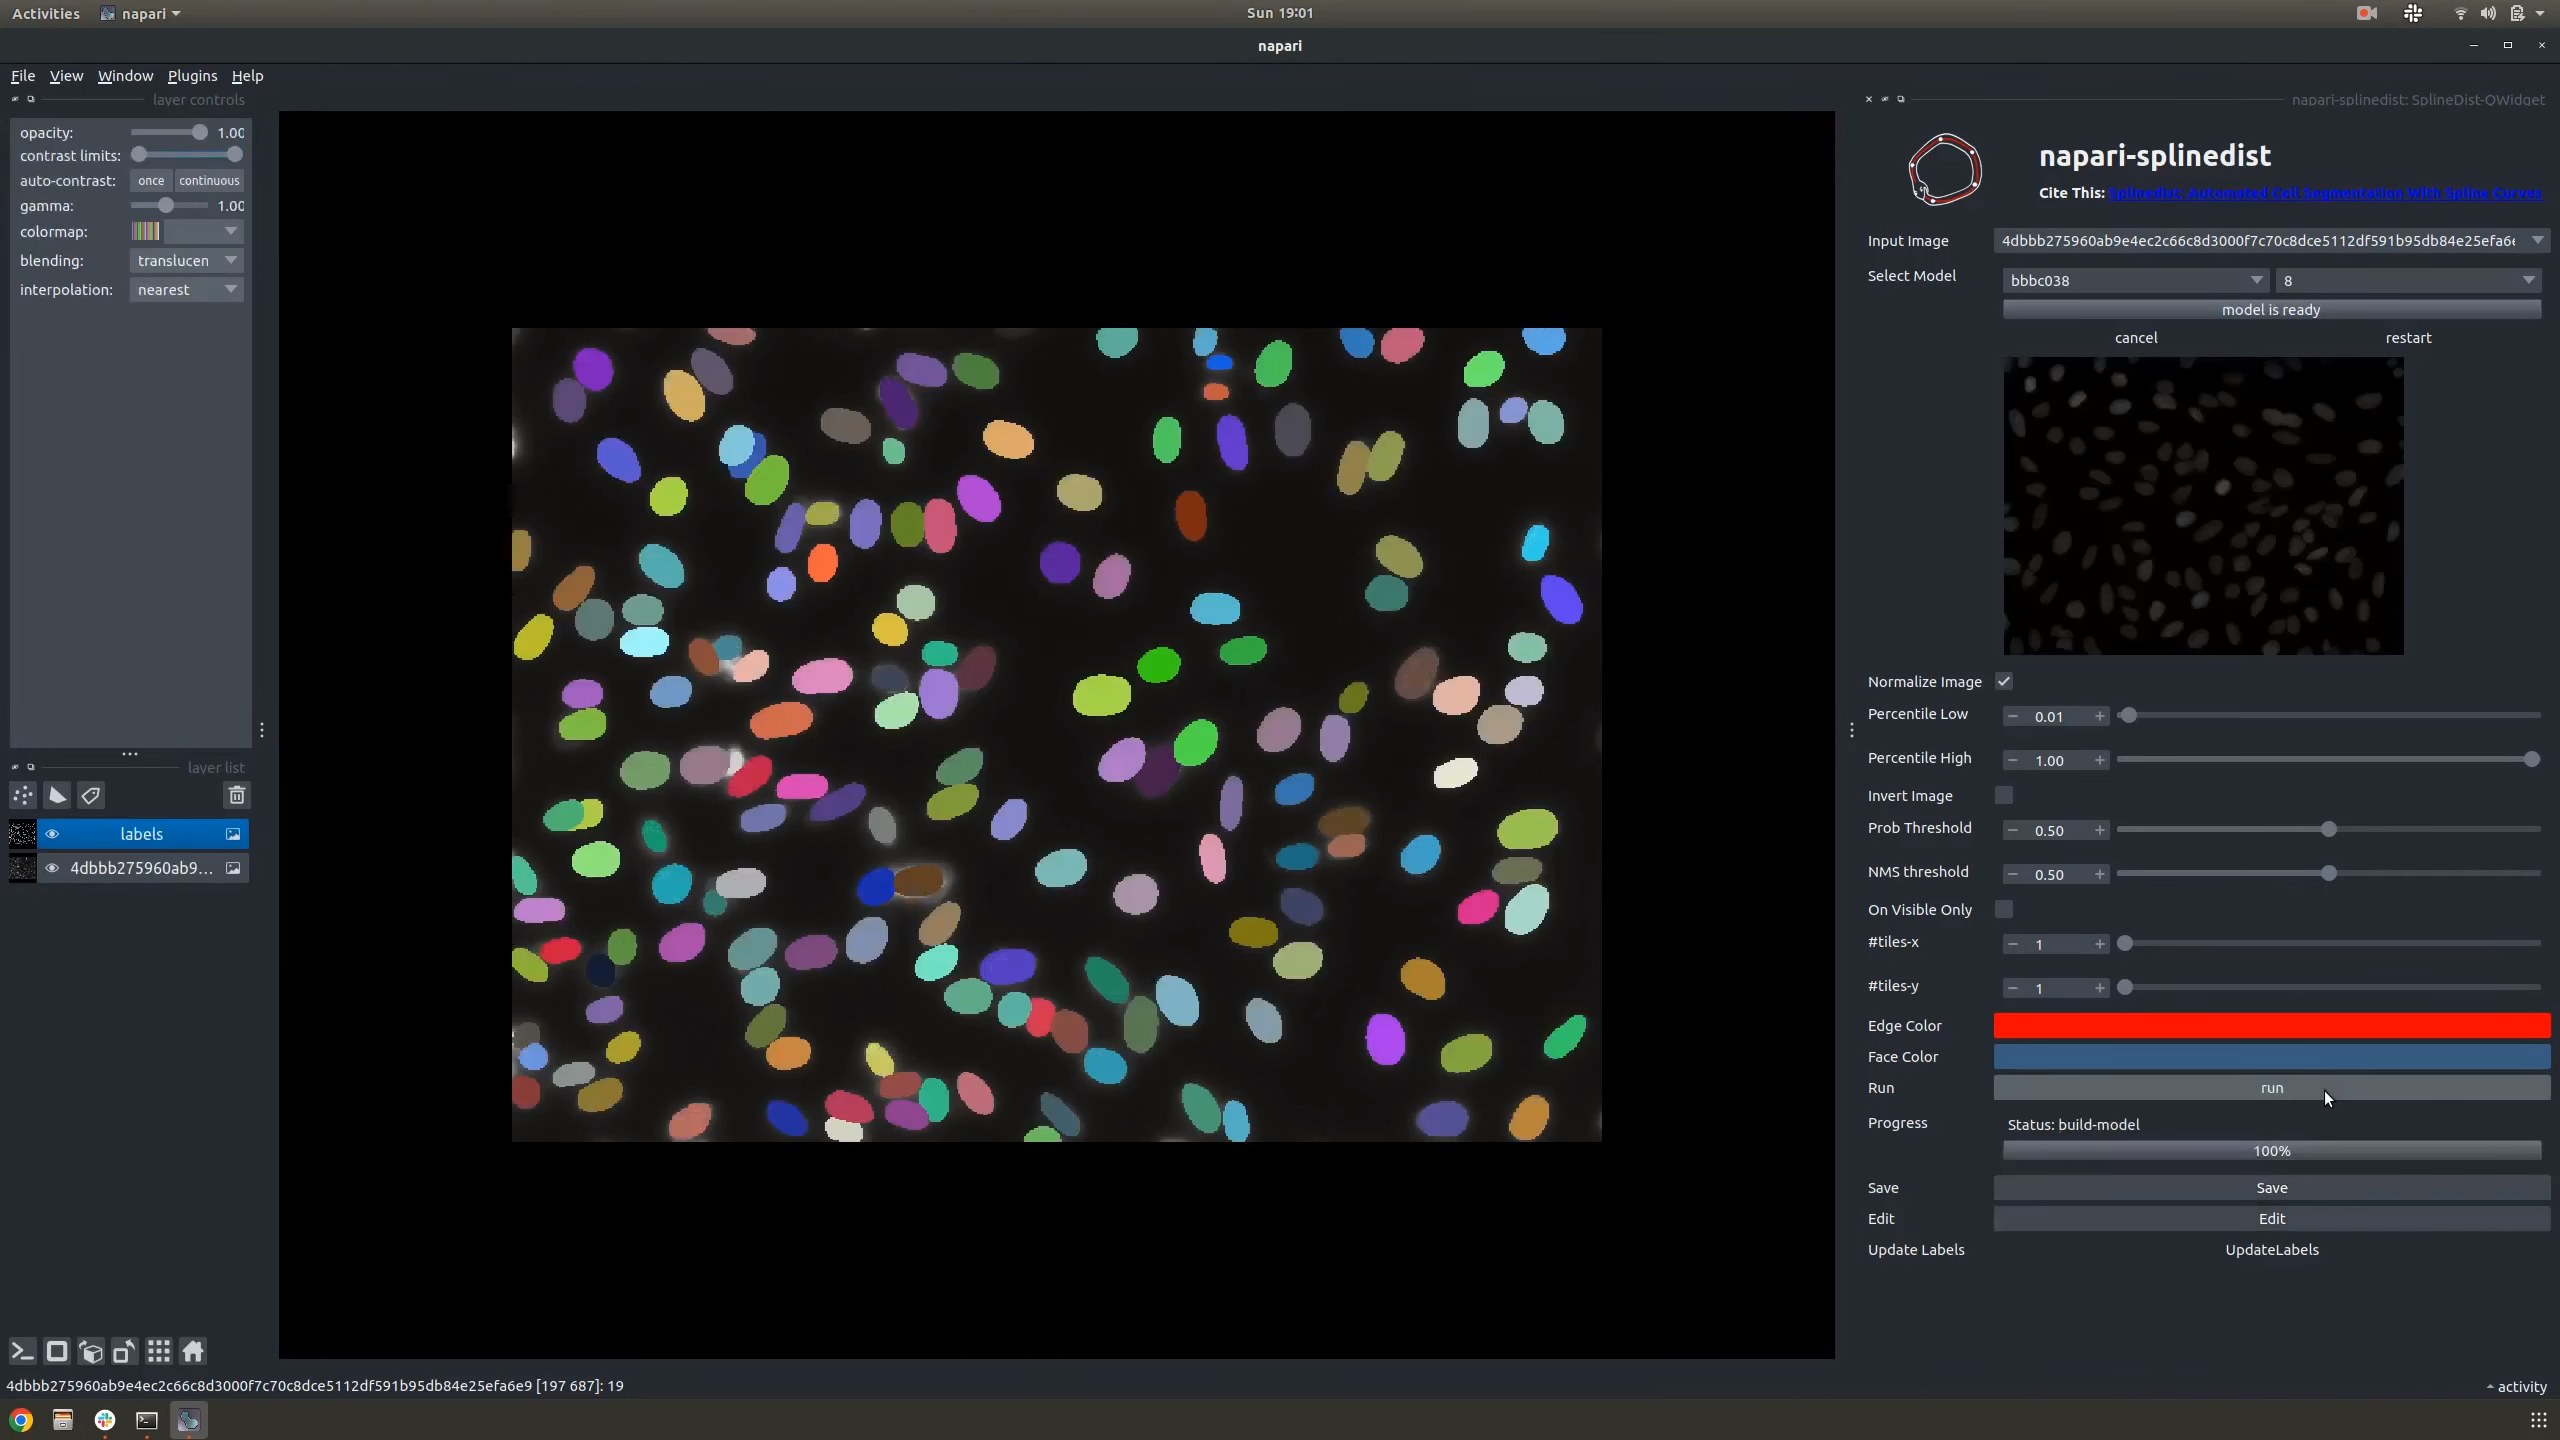 Activities napari Sun 19:01
napari
File View Window Plugins Help
layer controls
opacity: 1.00
contrast limits:
auto-contrast: once continuous
gamma: 1.00
colormap:
blending: translucen
interpolation: nearest
layer list
labels
4dbbb275960ab9...
napari-splinedist: SplineDist-QWidget
napari-splinedist
Cite This: Splinedist: Automated Cell Segmentation With Spline Curves
Input Image 4dbbb275960ab9e4ec2c66c8d3000f7c70c8dce5112df591b95db84e25efa6e
Select Model bbbc038 8
model is ready
cancel restart
Normalize Image
Percentile Low − 0.01 +
Percentile High − 1.00 +
Invert Image
Prob Threshold − 0.50 +
NMS threshold − 0.50 +
On Visible Only
#tiles-x − 1 +
#tiles-y − 1 +
Edge Color
Face Color
Run run
Progress Status: build-model
100%
Save Save
Edit Edit
Update Labels UpdateLabels
4dbbb275960ab9e4ec2c66c8d3000f7c70c8dce5112df591b95db84e25efa6e9 [197 687]: 19
activity